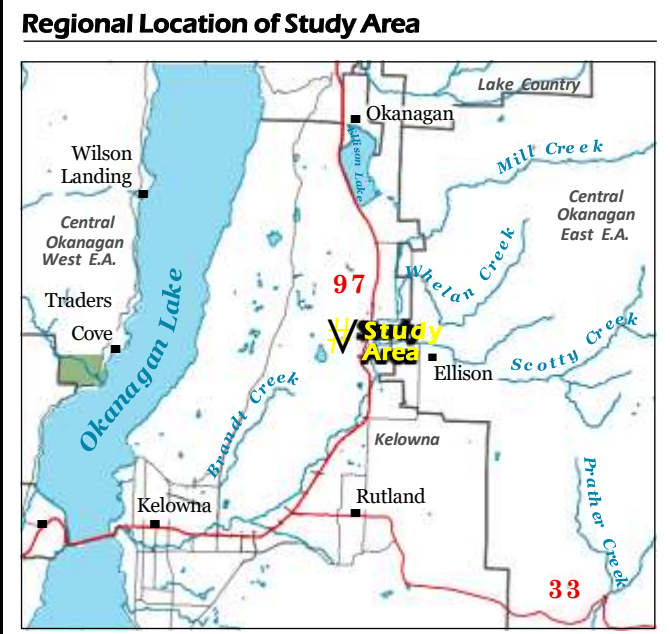 Regional Location of Study Area
Lake Country
Okanagan
Ellison Lake
Mill Creek
Wilson
Landing
Central
Okanagan
West E.A.
Central
Okanagan
East E.A.
Whelan Creek
97
Traders
Cove
Okanagan Lake
Study
Area
Ellison
Scotty Creek
Brandt Creek
Kelowna
Prather Creek
Kelowna
Rutland
33